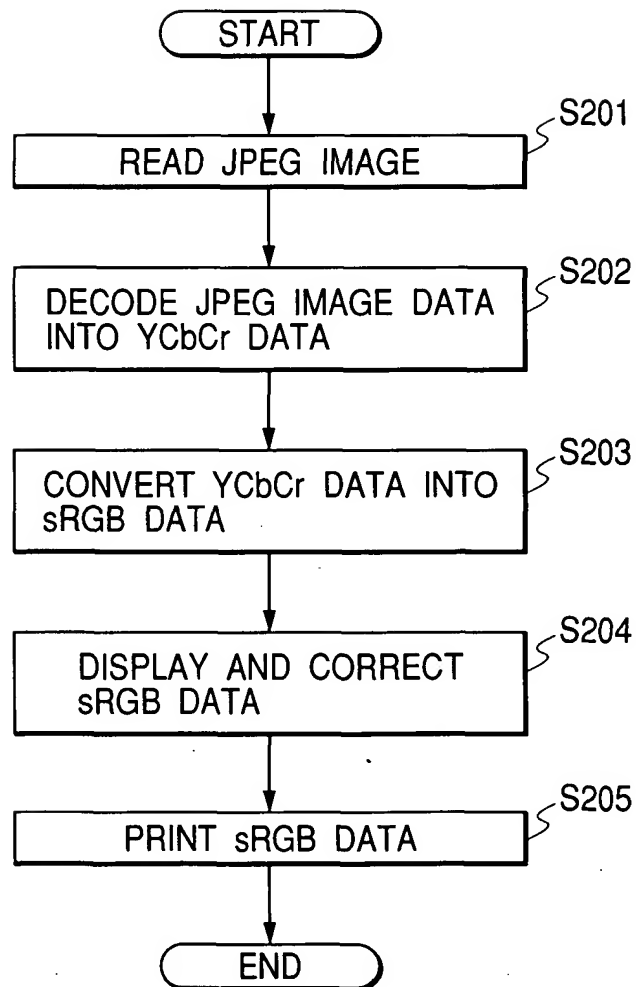 START
S201
READ JPEG IMAGE
S202
DECODE JPEG IMAGE DATA
INTO YCbCr DATA
S203
CONVERT YCbCr DATA INTO
sRGB DATA
S204
DISPLAY AND CORRECT
sRGB DATA
S205
PRINT sRGB DATA
END